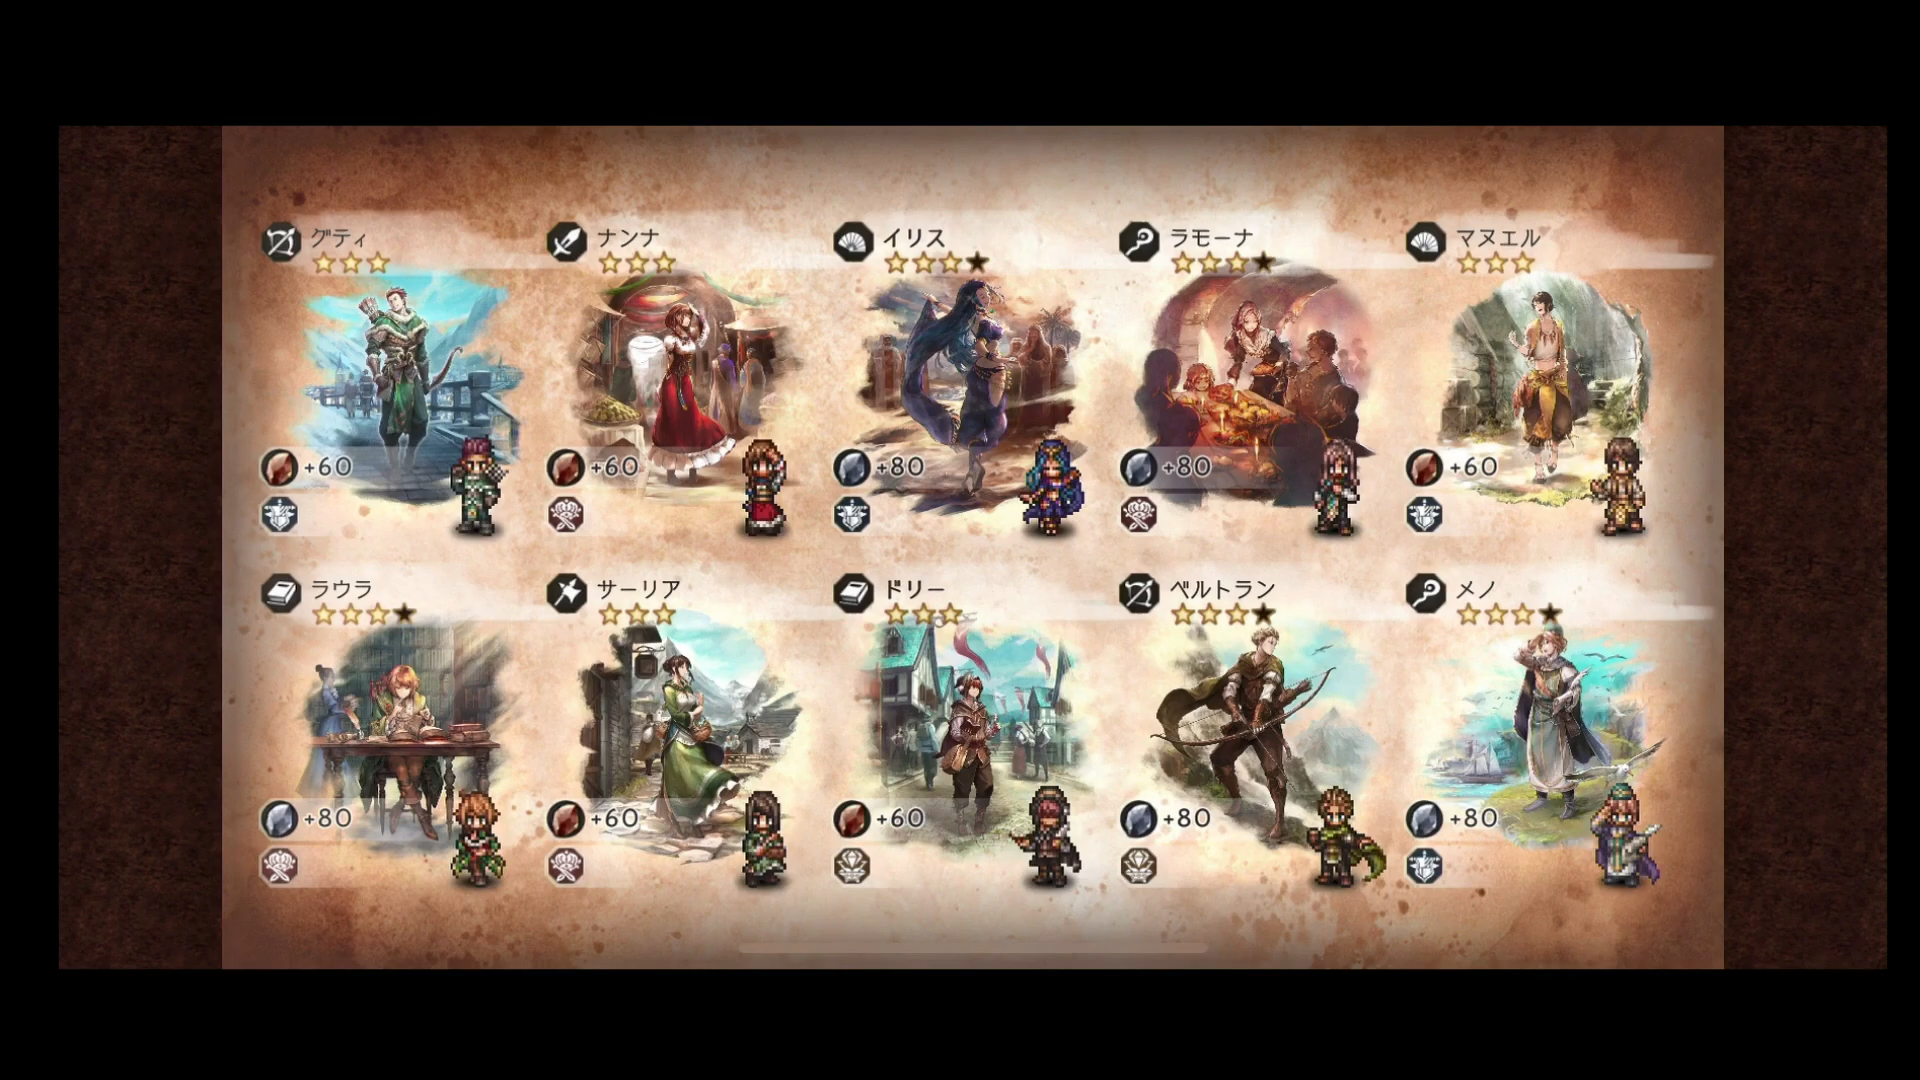 グティ
ナンナ
イリス
ラモーナ
マヌエル
+60
+60
+80
+80
+60
ラウラ
サーリア
ドリー
ベルトラン
メノ
+80
+60
+60
+80
+80